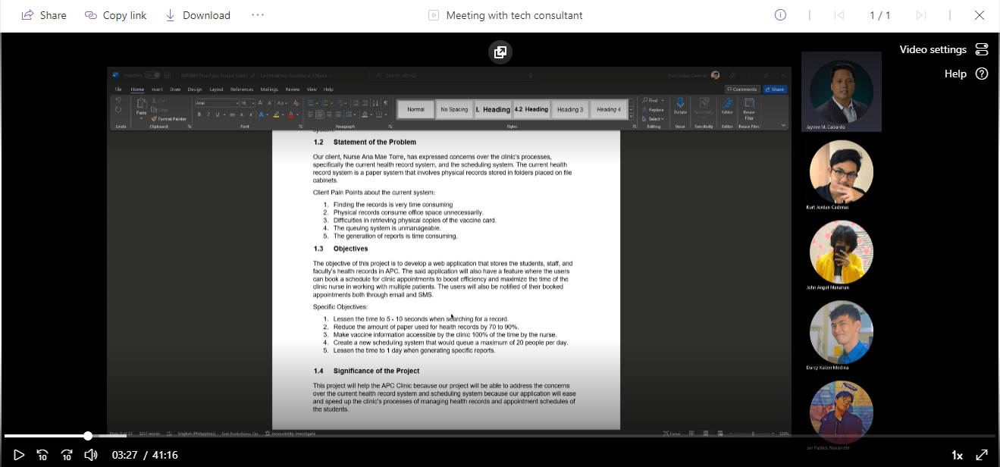 Share Copy link Download ... Meeting with tech consultant 1 / 1
Video settings
Help
AutoSave
Kurt Jordan Cadenas
File Home Insert Draw Design Layout References Mailings Review View Help
Comments Share
Paste
Cut
Copy
Format Painter
Arial 16
Normal No Spacing I. Heading 4.2 Heading Heading 3 Heading 4
Find
Replace
Select
Dictate Sensitivity Editor Reuse Files
Undo Clipboard Font Paragraph Styles Editing Voice Sensitivity Editor Reuse Files
system.
1.2 Statement of the Problem
Our client, Nurse Ana Mae Torre, has expressed concerns over the clinic's processes,
specifically the current health record system, and the scheduling system. The current health
record system is a paper system that involves physical records stored in folders placed on file
cabinets.
Client Pain Points about the current system:
1. Finding the records is very time consuming
2. Physical records consume office space unnecessarily.
3. Difficulties in retrieving physical copies of the vaccine card.
4. The queuing system is unmanageable.
5. The generation of reports is time consuming.
1.3 Objectives
The objective of this project is to develop a web application that stores the students, staff, and
faculty's health records in APC. The said application will also have a feature where the users
can book a schedule for clinic appointments to boost efficiency and maximize the time of the
clinic nurse in working with multiple patients. The users will also be notified of their booked
appointments both through email and SMS.
Specific Objectives:
1. Lessen the time to 5 - 10 seconds when searching for a record.
2. Reduce the amount of paper used for health records by 70 to 90%.
3. Make vaccine information accessible by the clinic 100% of the time by the nurse.
4. Create a new scheduling system that would queue a maximum of 20 people per day.
5. Lessen the time to 1 day when generating specific reports.
1.4 Significance of the Project
This project will help the APC Clinic because our project will be able to address the concerns
over the current health record system and scheduling system because our application will ease
and speed up the clinic's processes of managing health records and appointment schedules of
the students.
English (Philippines) Text Predictions: On Accessibility: Investigate Focus 120%
Jayvee M. Cabardo
Kurt Jordan Cadenas
John Angel Manahan
Darcy Kaizer Medina
Jan Patrick Navarrete
10 10 03:27 / 41:16 1x